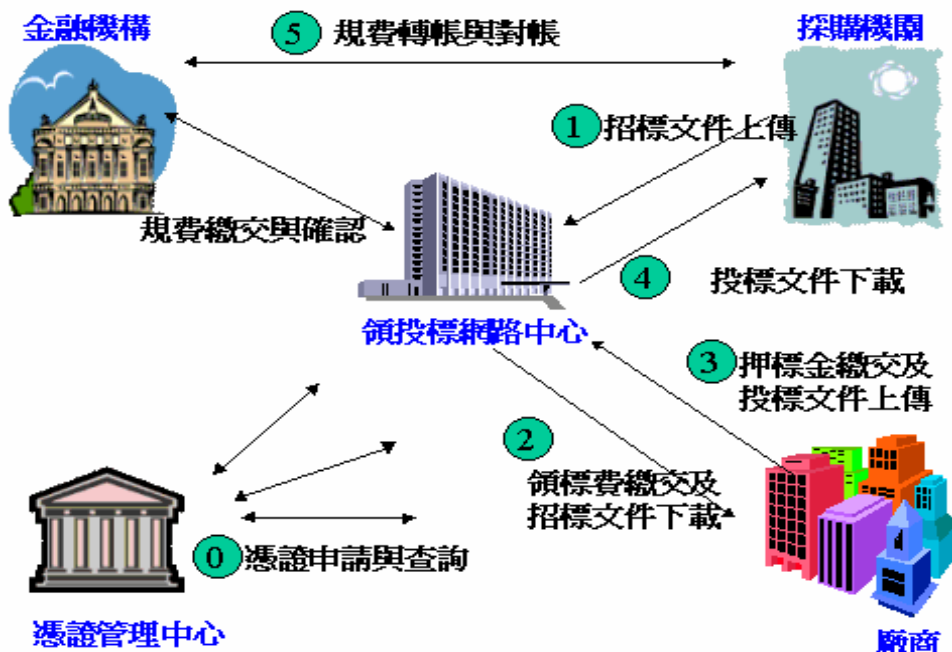 金融機構
5 規費轉帳與對帳
採購機關
1 招標文件上傳
規費繳交與確認
4 投標文件下載
領投標網路中心
3 押標金繳交及
投標文件上傳
2
領標費繳交及
招標文件下載
0 憑證申請與查詢
憑證管理中心
廠商